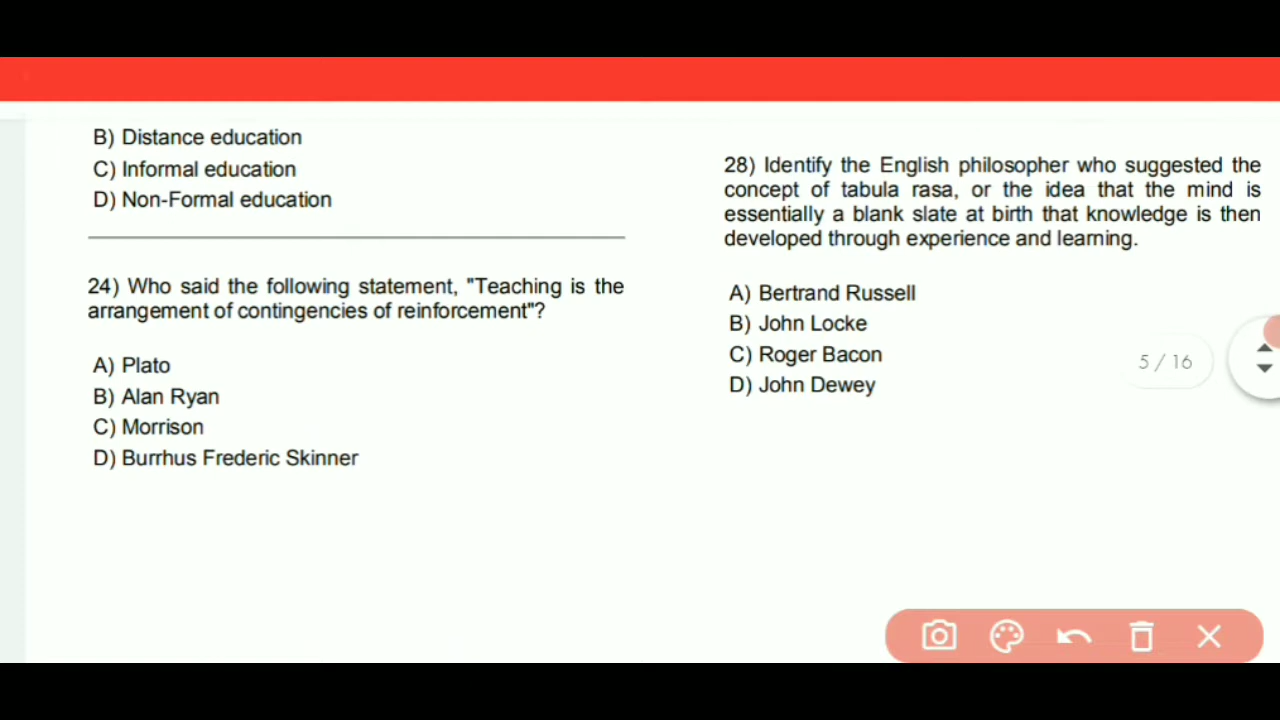 B) Distance education
C) Informal education
D) Non-Formal education
24) Who said the following statement, "Teaching is the
arrangement of contingencies of reinforcement"?
A) Plato
B) Alan Ryan
C) Morrison
D) Burrhus Frederic Skinner
28) Identify the English philosopher who suggested the
concept of tabula rasa, or the idea that the mind is
essentially a blank slate at birth that knowledge is then
developed through experience and learning.
A) Bertrand Russell
B) John Locke
C) Roger Bacon
D) John Dewey
5 / 16